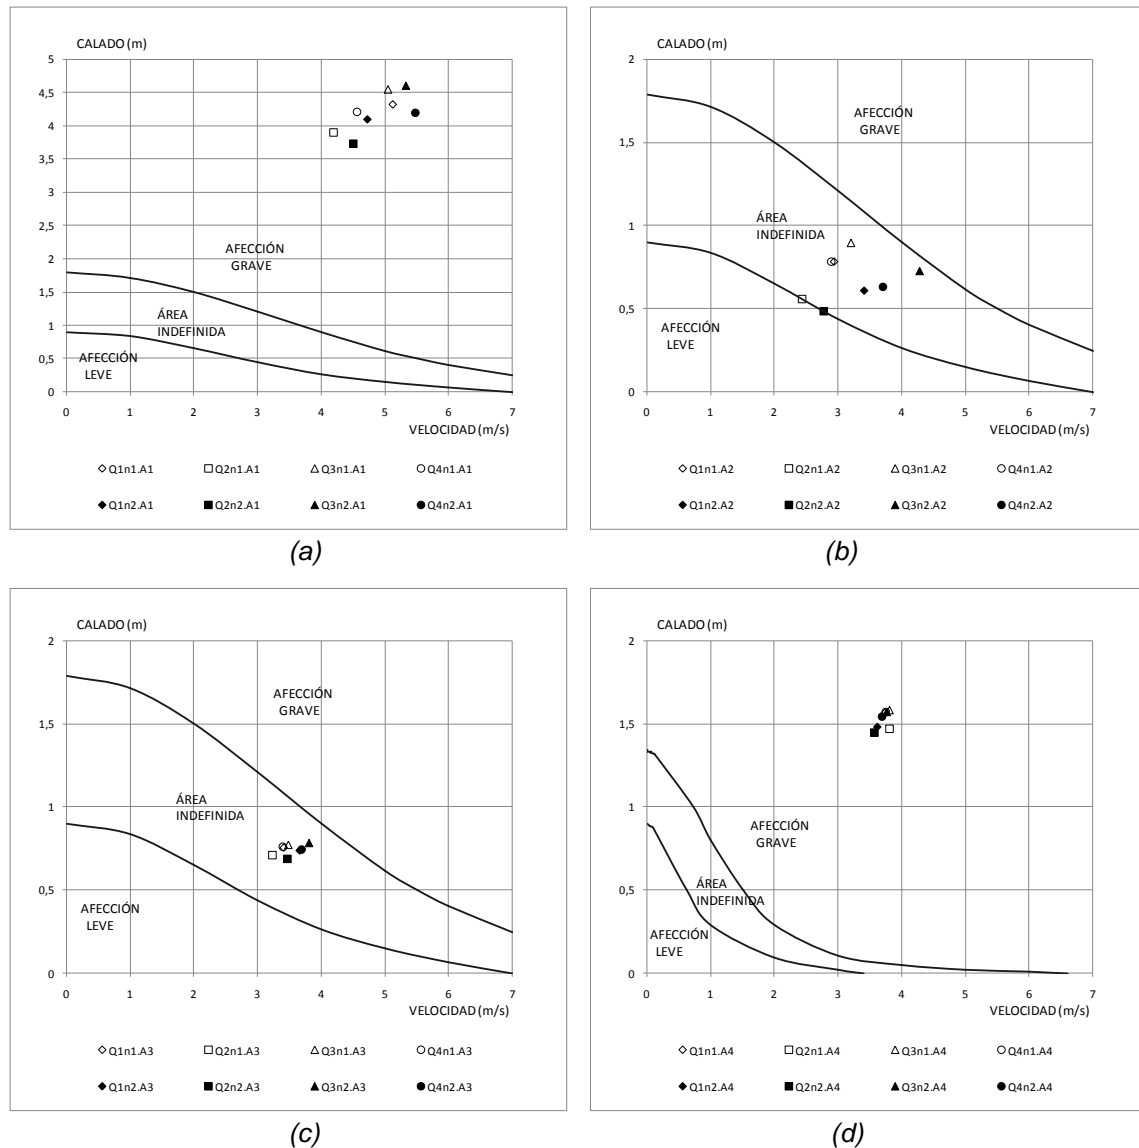 CALADO (m)
5
4,5
4
3,5
3
2,5
2
1,5
1
0,5
0
AFECCIÓN
GRAVE
ÁREA
INDEFINIDA
AFECCIÓN
LEVE
0 1 2 3 4 5 6 7
VELOCIDAD (m/s)
Q1n1.A1 Q2n1.A1 Q3n1.A1 Q4n1.A1
Q1n2.A1 Q2n2.A1 Q3n2.A1 Q4n2.A1
(a)
CALADO (m)
2
1,5
1
0,5
0
AFECCIÓN
GRAVE
ÁREA
INDEFINIDA
AFECCIÓN
LEVE
0 1 2 3 4 5 6 7
VELOCIDAD (m/s)
Q1n1.A2 Q2n1.A2 Q3n1.A2 Q4n1.A2
Q1n2.A2 Q2n2.A2 Q3n2.A2 Q4n2.A2
(b)
CALADO (m)
2
1,5
1
0,5
0
AFECCIÓN
GRAVE
ÁREA
INDEFINIDA
AFECCIÓN
LEVE
0 1 2 3 4 5 6 7
VELOCIDAD (m/s)
Q1n1.A3 Q2n1.A3 Q3n1.A3 Q4n1.A3
Q1n2.A3 Q2n2.A3 Q3n2.A3 Q4n2.A3
(c)
CALADO (m)
2
1,5
1
0,5
0
AFECCIÓN
GRAVE
ÁREA
INDEFINIDA
AFECCIÓN
LEVE
0 1 2 3 4 5 6 7
VELOCIDAD (m/s)
Q1n1.A4 Q2n1.A4 Q3n1.A4 Q4n1.A4
Q1n2.A4 Q2n2.A4 Q3n2.A4 Q4n2.A4
(d)